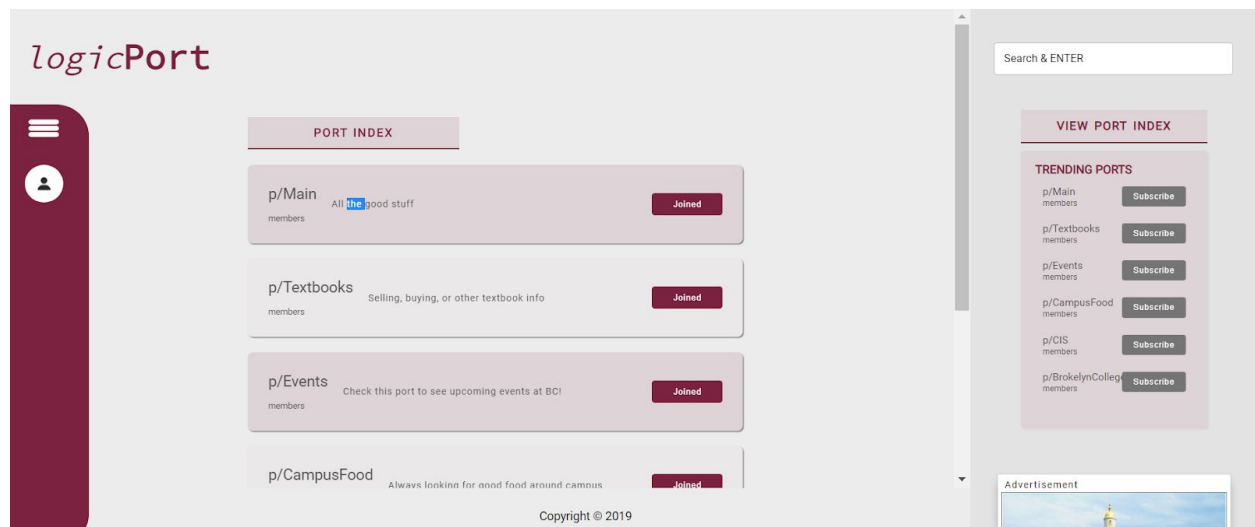 logicPort
Search & ENTER
PORT INDEX
p/Main All the good stuff Joined
members
p/Textbooks Selling, buying, or other textbook info Joined
members
p/Events Check this port to see upcoming events at BC! Joined
members
p/CampusFood Always looking for good food around campus Joined
VIEW PORT INDEX
TRENDING PORTS
p/Main Subscribe
members
p/Textbooks Subscribe
members
p/Events Subscribe
members
p/CampusFood Subscribe
members
p/CIS Subscribe
members
p/BrokelynColleg Subscribe
members
Advertisement
Copyright © 2019